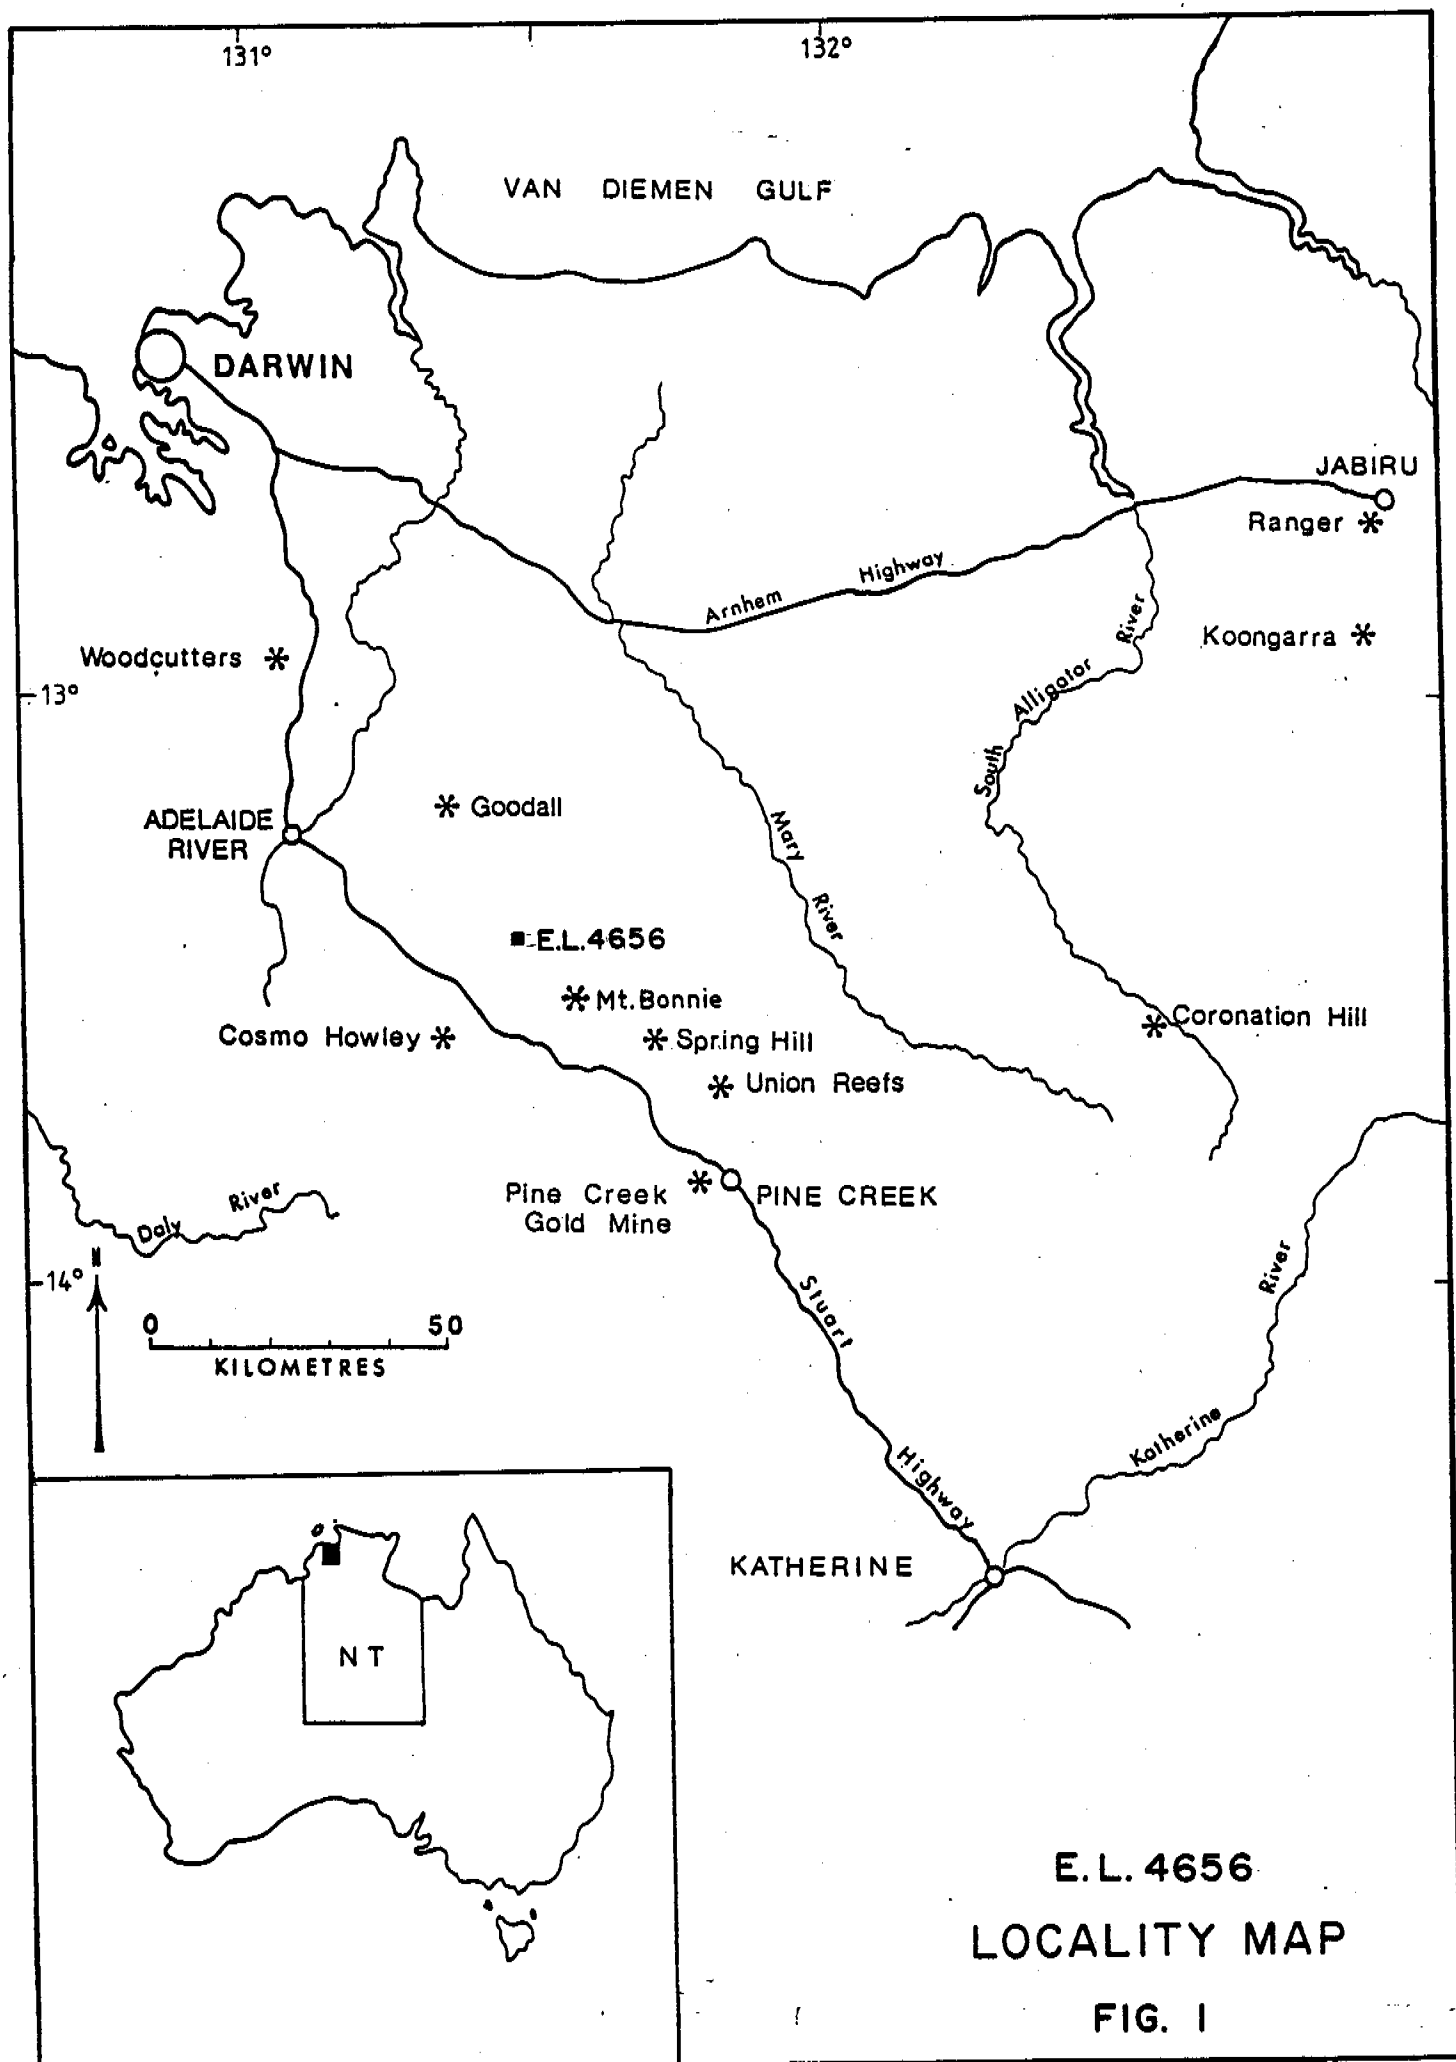 131°
132°
VAN DIEMEN GULF
DARWIN
JABIRU
Ranger
Arnhem Highway
Koongarra
Woodcutters
13°
South Alligator River
Goodall
ADELAIDE
RIVER
Mary River
E.L.4656
Mt. Bonnie
Coronation Hill
Cosmo Howley
Spring Hill
Union Reefs
Pine Creek
Gold Mine
PINE CREEK
Daly River
N
14°
0 50
KILOMETRES
Stuart Highway
Katherine River
KATHERINE
NT
E.L. 4656
LOCALITY MAP
FIG. 1